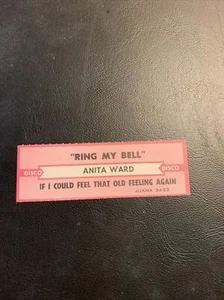 "RING MY BELL"
DISCO ANITA WARD DISCO
IF I COULD FEEL THAT OLD FEELING AGAIN
JUANA 3422